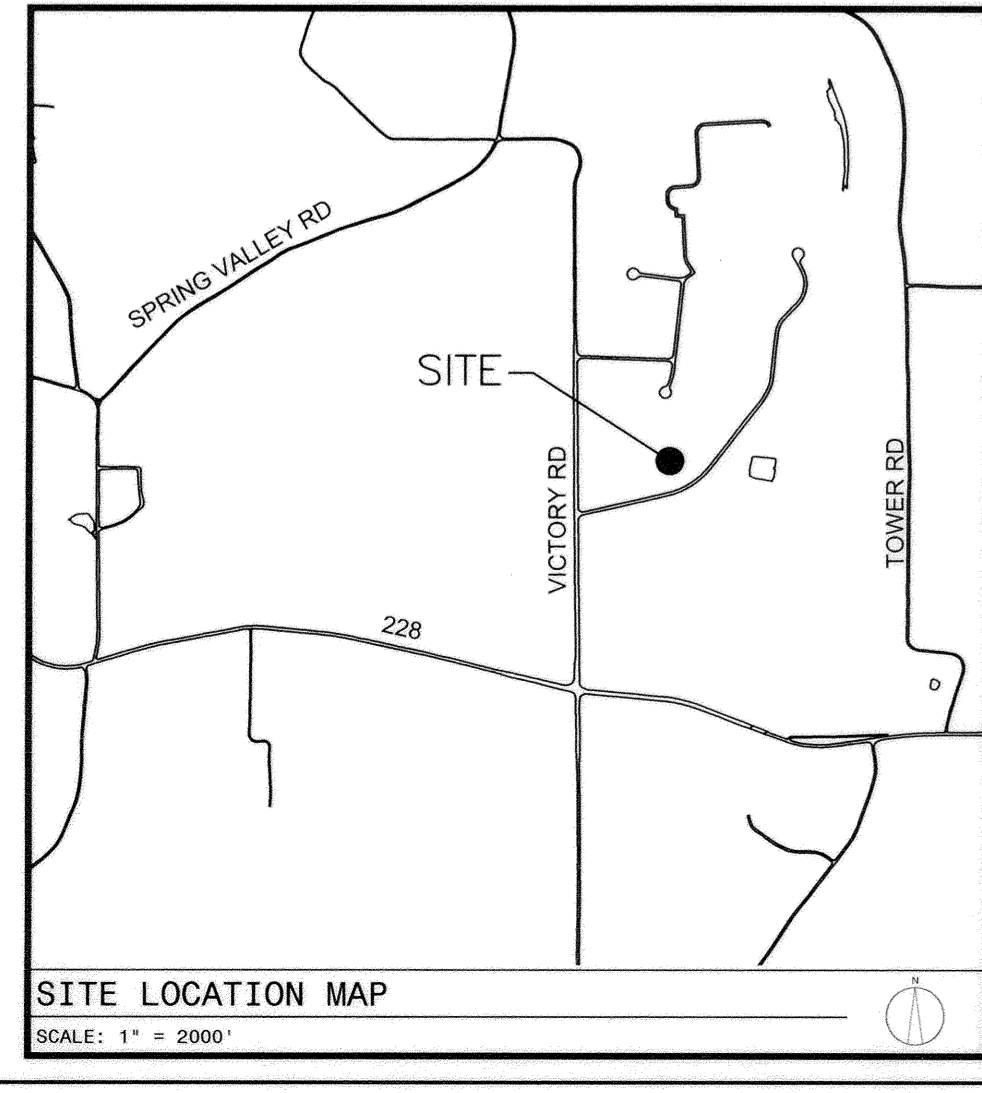 SPRING VALLEY RD
SITE
VICTORY RD
TOWER RD
228
SITE LOCATION MAP
N
SCALE: 1" = 2000'